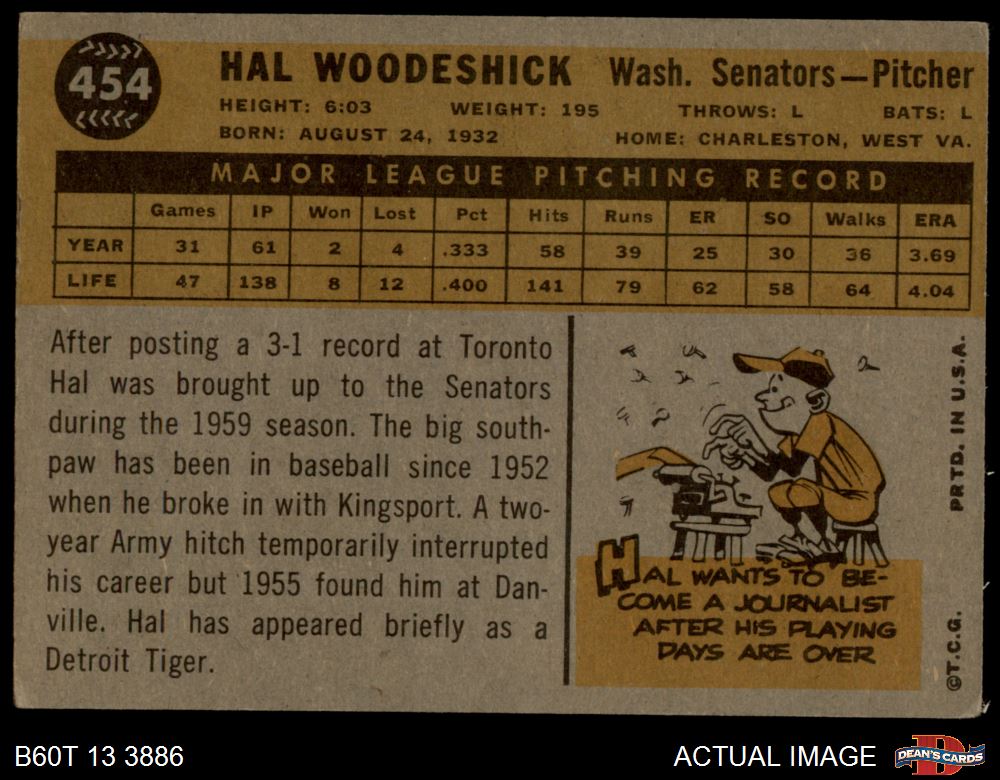 454
HAL WOODESHICK Wash. Senators—Pitcher
HEIGHT: 6:03 WEIGHT: 195 THROWS: L BATS: L
BORN: AUGUST 24, 1932 HOME: CHARLESTON, WEST VA.
MAJOR LEAGUE PITCHING RECORD
Games IP Won Lost Pct Hits Runs ER SO Walks ERA
YEAR 31 61 2 4 .333 58 39 25 30 36 3.69
LIFE 47 138 8 12 .400 141 79 62 58 64 4.04
After posting a 3-1 record at Toronto
Hal was brought up to the Senators
during the 1959 season. The big south-
paw has been in baseball since 1952
when he broke in with Kingsport. A two-
year Army hitch temporarily interrupted
his career but 1955 found him at Dan-
ville. Hal has appeared briefly as a
Detroit Tiger.
HAL WANTS TO BE-
COME A JOURNALIST
AFTER HIS PLAYING
DAYS ARE OVER
©T.C.G. PRTD. IN U.S.A.
B60T 13 3886 ACTUAL IMAGE
DEAN'S CARDS